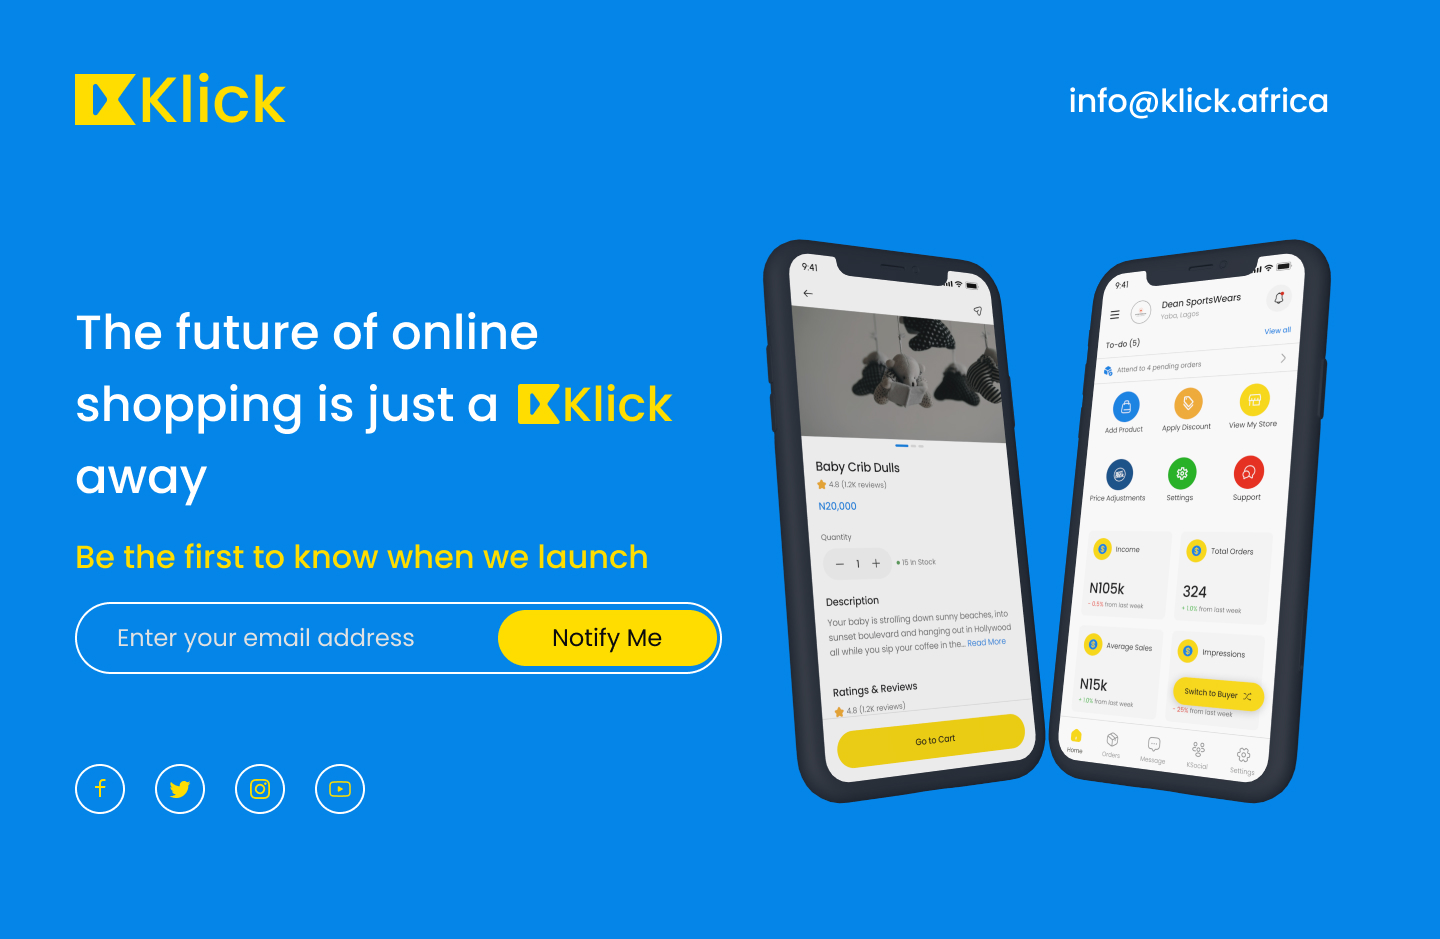 Klick
info@klick.africa
The future of online
shopping is just a Klick
away
Be the first to know when we launch
Enter your email address
Notify Me
9:41
Baby Crib Dulls
4.8 (1.2K reviews)
N20,000
Quantity
1
15 In Stock
Description
Your baby is strolling down sunny beaches, into
sunset boulevard and hanging out in Hollywood
all while you sip your coffee in the... Read More
Ratings & Reviews
4.8 (1.2K reviews)
Go to Cart
9:41
Dean SportsWears
Yaba, Lagos
To-do (5)
View all
Attend to 4 pending orders
Add Product
Apply Discount
View My Store
Price Adjustments
Settings
Support
Income
Total Orders
N105k
324
- 0.5% from last week
+ 1.0% from last week
Average Sales
Impressions
N15k
Switch to Buyer
+ 1.0% from last week
- 25% from last week
Home
Orders
Message
KSocial
Settings